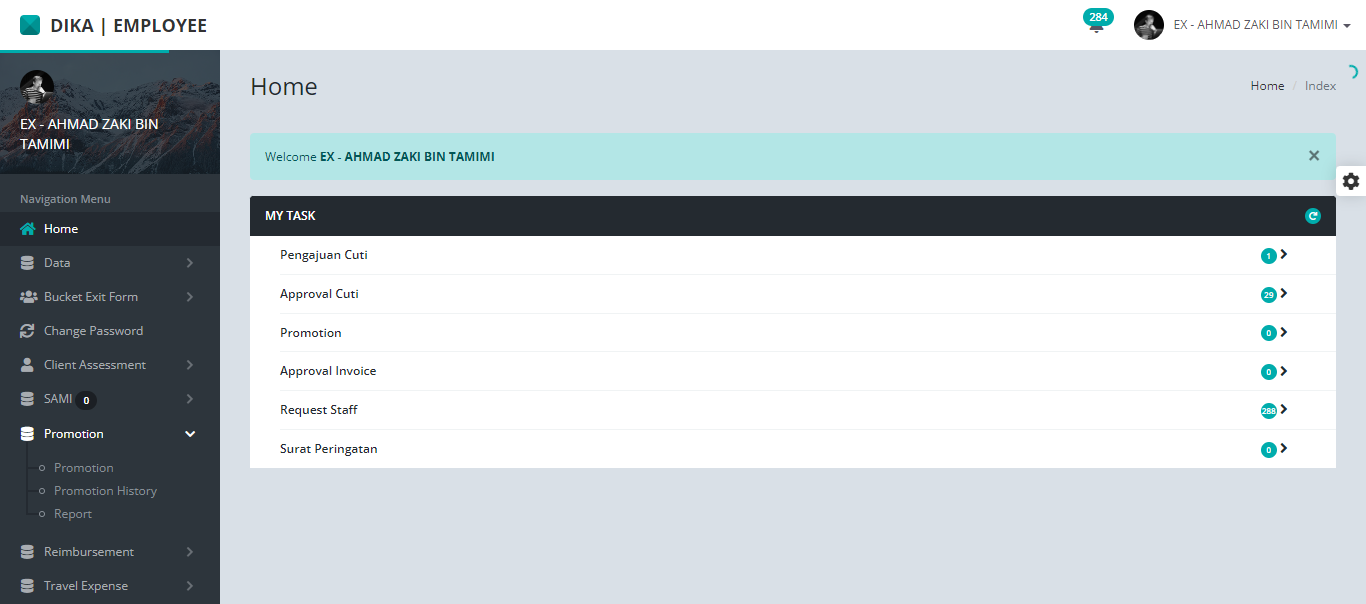 DIKA | EMPLOYEE
284
EX - AHMAD ZAKI BIN TAMIMI
EX - AHMAD ZAKI BIN
TAMIMI
Navigation Menu
Home
Data
Bucket Exit Form
Change Password
Client Assessment
SAMI 0
Promotion
Promotion
Promotion History
Report
Reimbursement
Travel Expense
Home
Home / Index
Welcome EX - AHMAD ZAKI BIN TAMIMI
MY TASK
Pengajuan Cuti 1
Approval Cuti 29
Promotion 0
Approval Invoice 0
Request Staff 288
Surat Peringatan 0